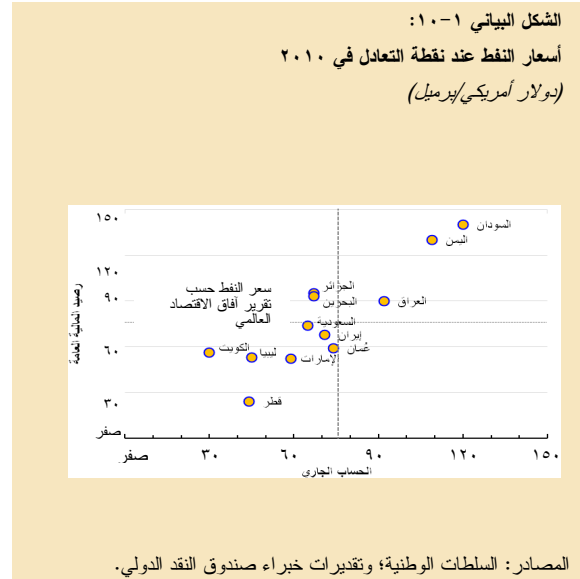 الشكل البياني ١-١٠:
أسعار النفط عند نقطة التعادل في ٢٠١٠
(دولار أمريكي/برميل)
١٥٠
السودان
اليمن
١٢٠
سعر النفط حسب
تقرير آفاق الاقتصاد
العالمي
الجزائر
البحرين
العراق
٩٠
السعودية
إيران
عُمان
٦٠
الكويت
ليبيا
الإمارات
٣٠
قطر
صفر
رصيد المالية العامة
صفر
٣٠
٦٠
٩٠
١٢٠
١٥٠
الحساب الجاري
المصادر: السلطات الوطنية؛ وتقديرات خبراء صندوق النقد الدولي.